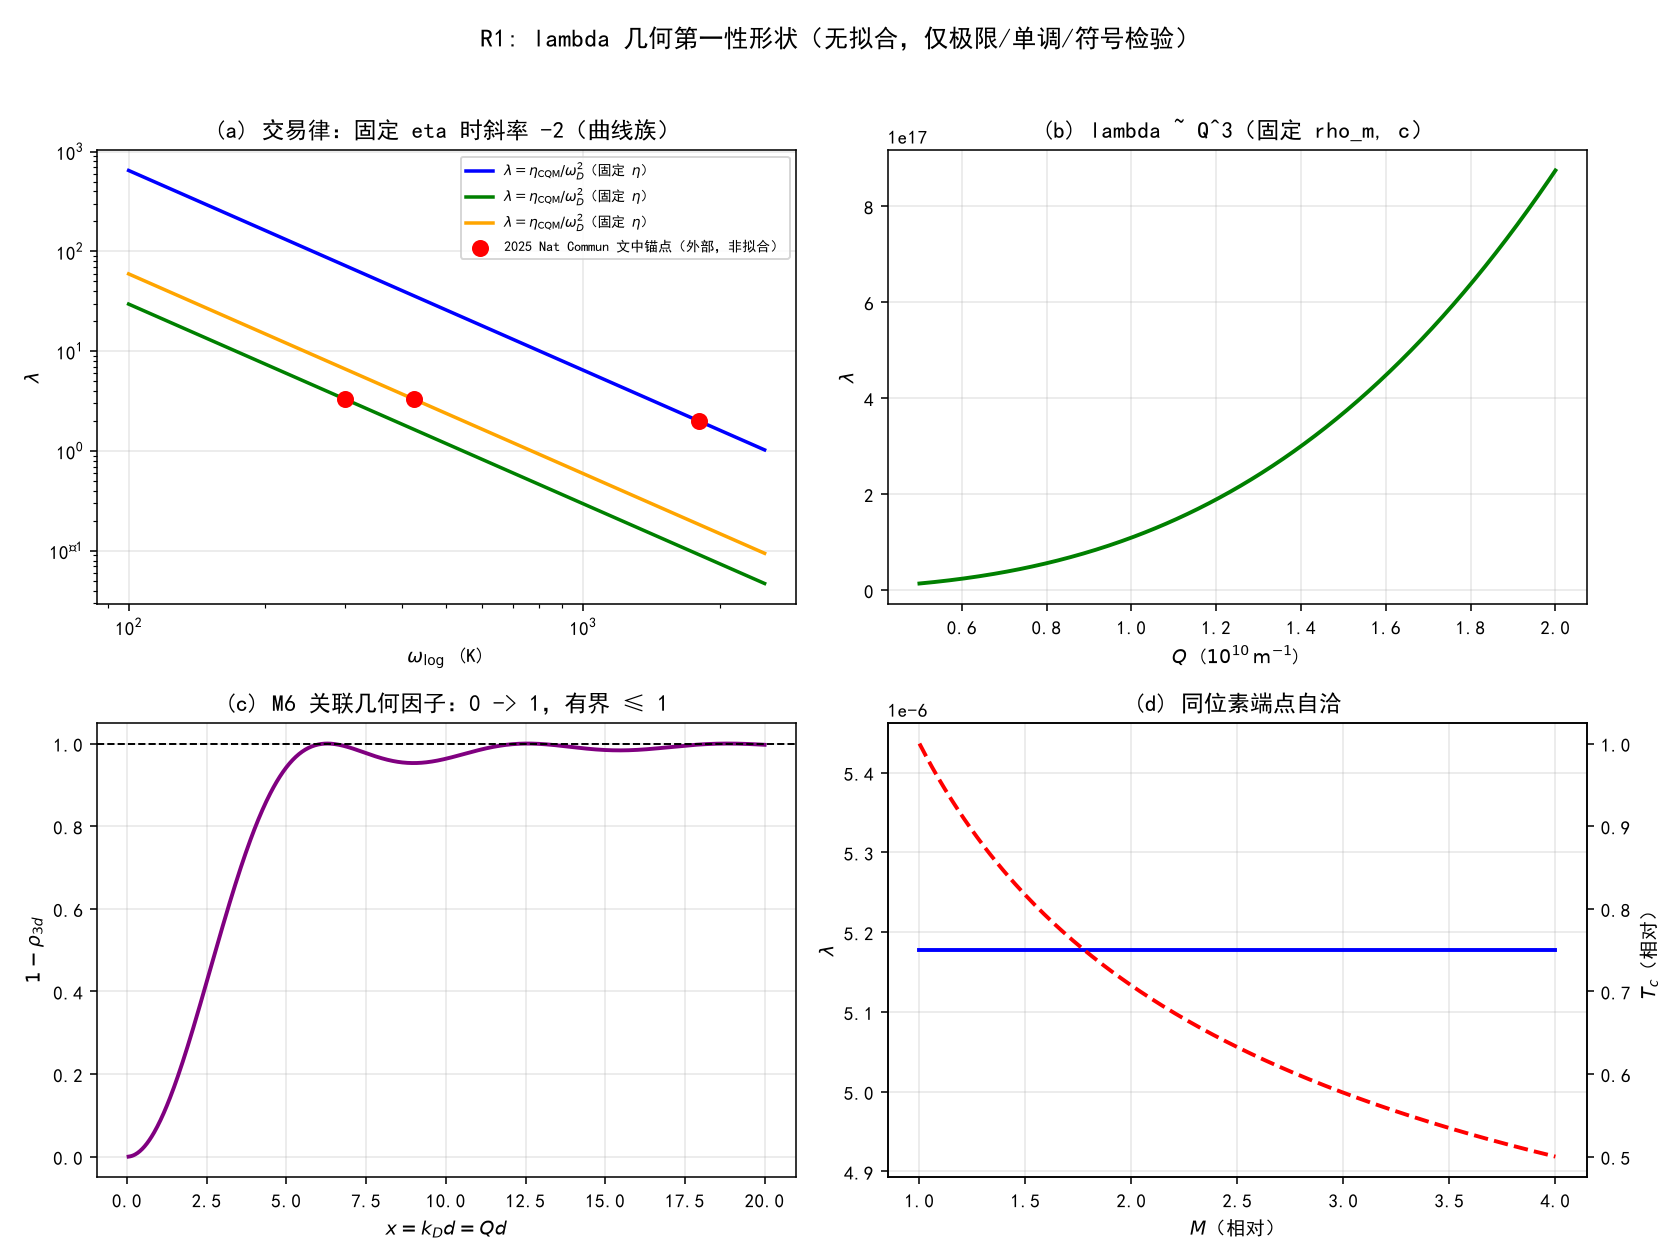 R1: lambda 几何第一性形状（无拟合，仅极限/单调/符号检验）
(a) 交易律：固定 eta 时斜率 -2（曲线族）
10³
10²
10¹
10⁰
10¤1
λ
λ = η_CQM/ω_D²（固定 η）
λ = η_CQM/ω_D²（固定 η）
λ = η_CQM/ω_D²（固定 η）
2025 Nat Commun 文中锚点（外部，非拟合）
10² 10³
ω_log (K)
(b) lambda ~ Q^3（固定 rho_m, c）
1e17
8
6
4
2
0
λ
0.6 0.8 1.0 1.2 1.4 1.6 1.8 2.0
Q (10¹⁰ m⁻¹)
(c) M6 关联几何因子：0 -> 1，有界 ≤ 1
1.0
0.8
0.6
0.4
0.2
0.0
1 − ρ_3d
0.0 2.5 5.0 7.5 10.0 12.5 15.0 17.5 20.0
x = k_D d = Qd
(d) 同位素端点自洽
1e-6
5.4
5.3
5.2
5.1
5.0
4.9
λ
1.0
0.9
0.8
0.7
0.6
0.5
T_c（相对）
1.0 1.5 2.0 2.5 3.0 3.5 4.0
M（相对）